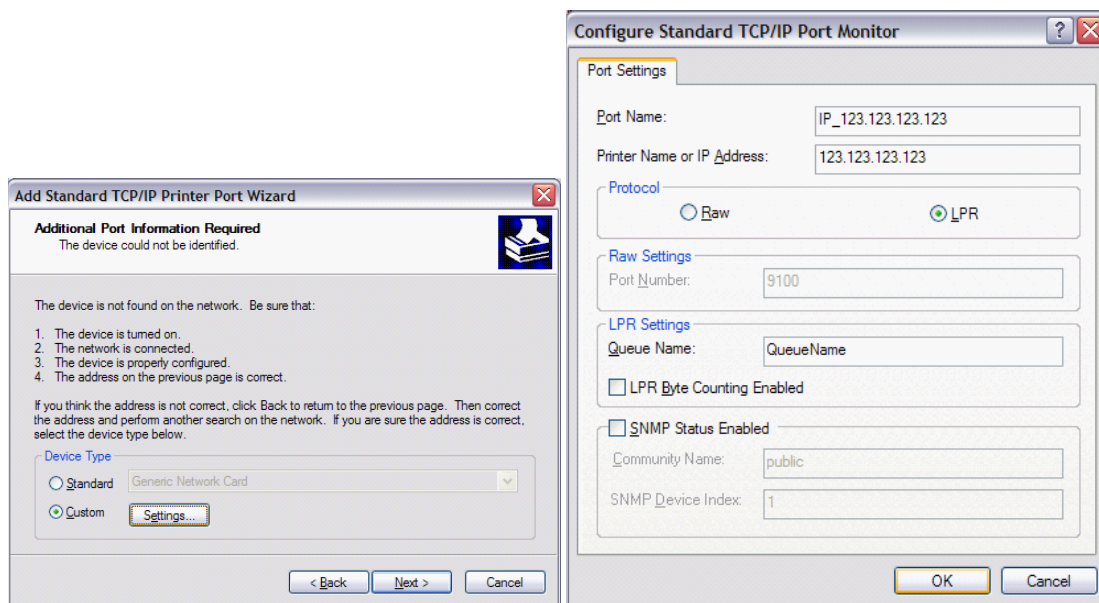 Add Standard TCP/IP Printer Port Wizard
Additional Port Information Required
The device could not be identified.
The device is not found on the network. Be sure that:
1. The device is turned on.
2. The network is connected.
3. The device is properly configured.
4. The address on the previous page is correct.
If you think the address is not correct, click Back to return to the previous page. Then correct
the address and perform another search on the network. If you are sure the address is correct,
select the device type below.
Device Type
Standard Generic Network Card
Custom Settings...
< Back Next > Cancel
Configure Standard TCP/IP Port Monitor
Port Settings
Port Name: IP_123.123.123.123
Printer Name or IP Address: 123.123.123.123
Protocol
Raw LPR
Raw Settings
Port Number: 9100
LPR Settings
Queue Name: QueueName
LPR Byte Counting Enabled
SNMP Status Enabled
Community Name: public
SNMP Device Index: 1
OK Cancel